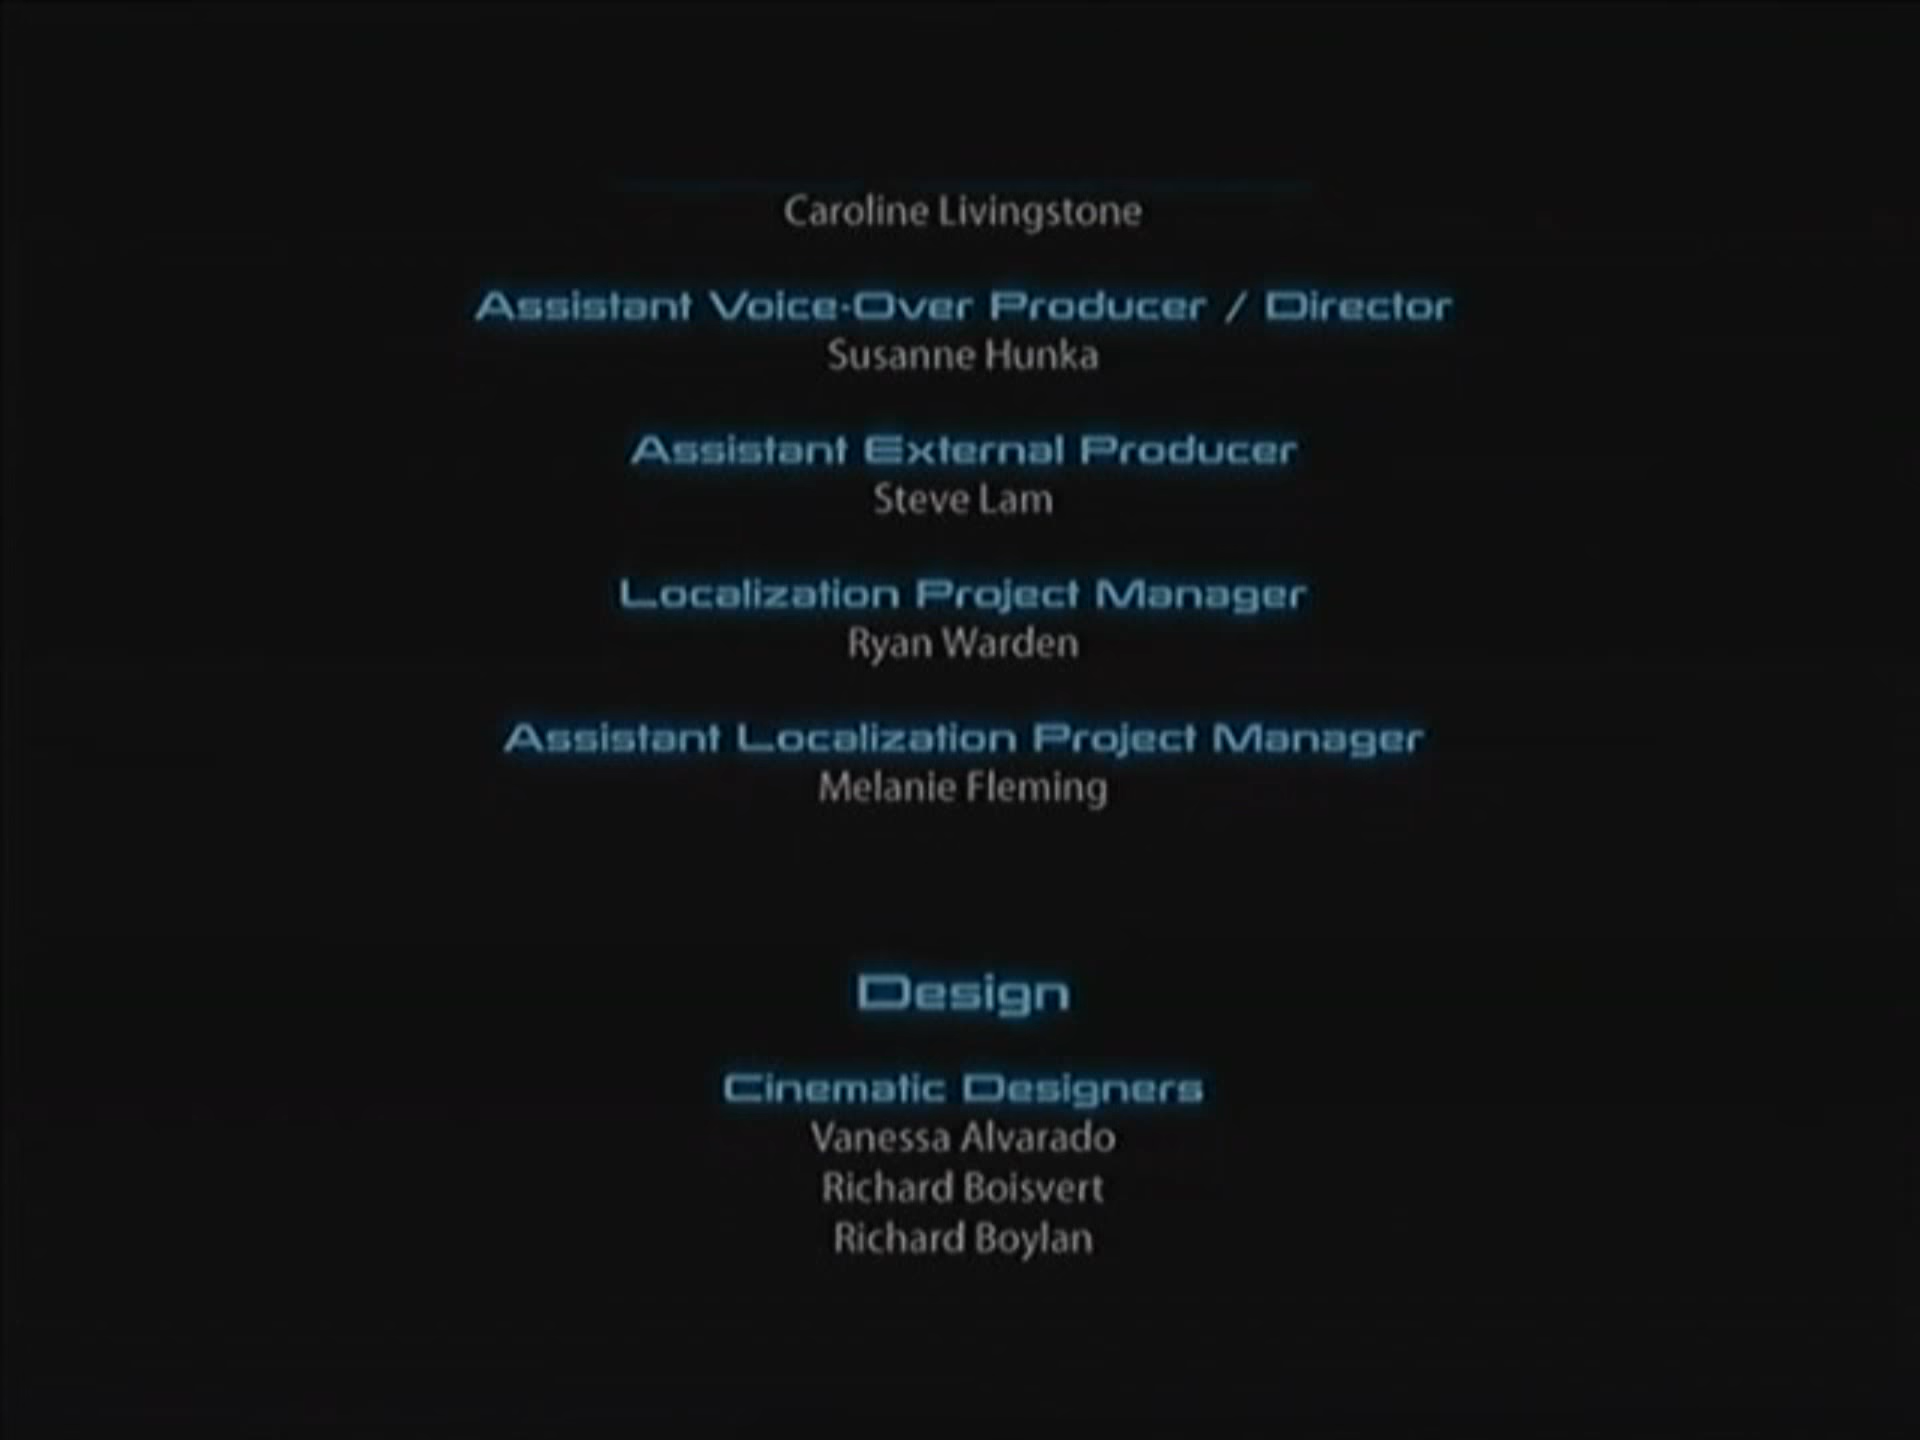 Caroline Livingstone
Assistant Voice-Over Producer / Director
Susanne Hunka
Assistant External Producer
Steve Lam
Localization Project Manager
Ryan Warden
Assistant Localization Project Manager
Melanie Fleming
Design
Cinematic Designers
Vanessa Alvarado
Richard Boisvert
Richard Boylan